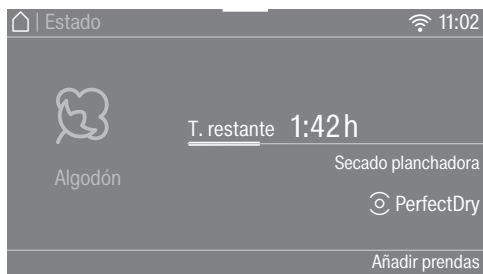 | Estado 11:02
T. restante 1:42 h
Algodón
Secado planchadora
PerfectDry
Añadir prendas